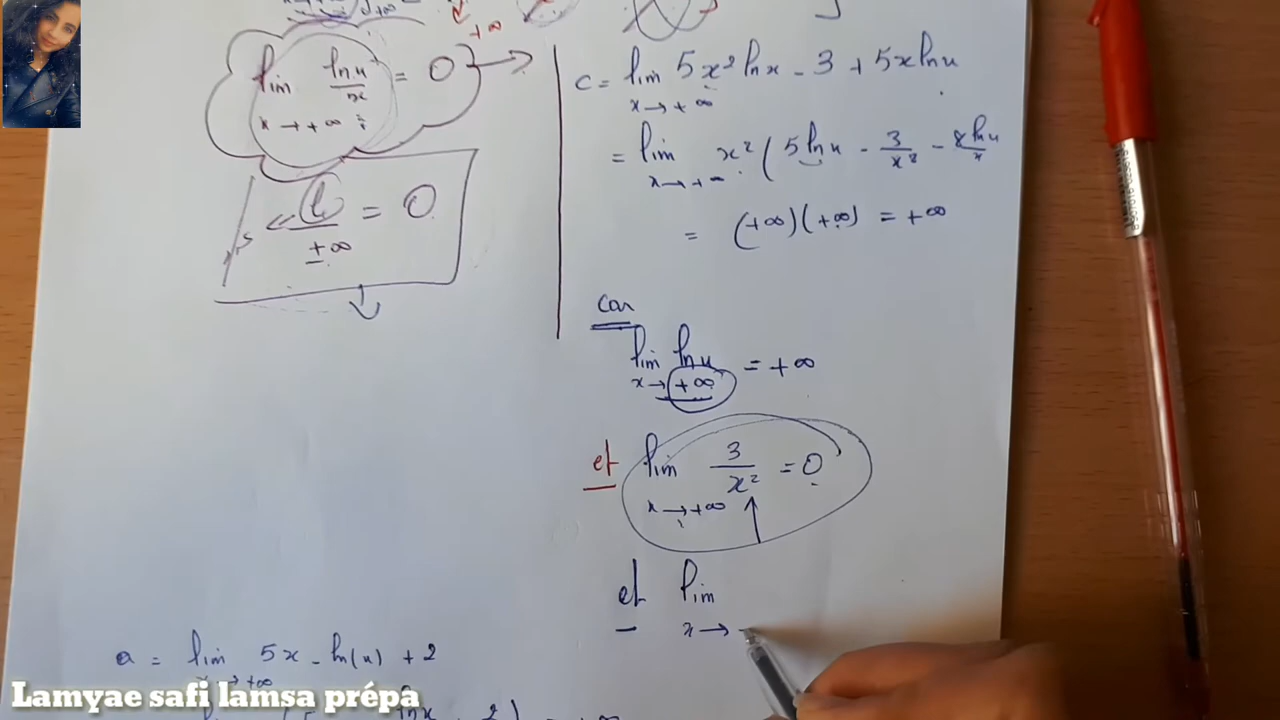 lim ln x / x = 0
x → +∞
l / +∞ = 0
a = lim 5x - ln(x) + 2
x → +∞
c = lim 5x² ln x - 3 + 5x ln x
x → +∞
= lim x² ( 5 ln x - 3/x² - 8 ln x / x
x → +∞
= (+∞)(+∞) = +∞
Car
lim ln x = +∞
x → +∞
et lim 3/x² = 0
x → +∞
et lim
x →
Lamyae safi lamsa prépa